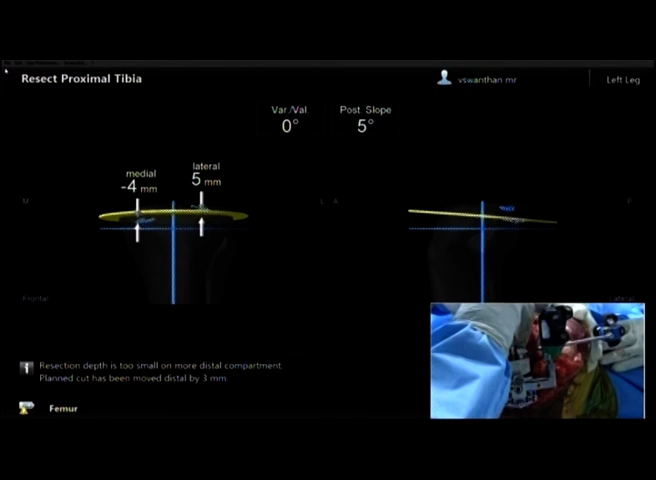 Resect Proximal Tibia
vswanthan mr
Left Leg
Var./Val.
0°
Post. Slope
5°
medial
-4 mm
lateral
5 mm
M
L
A
P
Frontal
Lateral
Resection depth is too small on more distal compartment.
Planned cut has been moved distal by 3 mm.
Femur